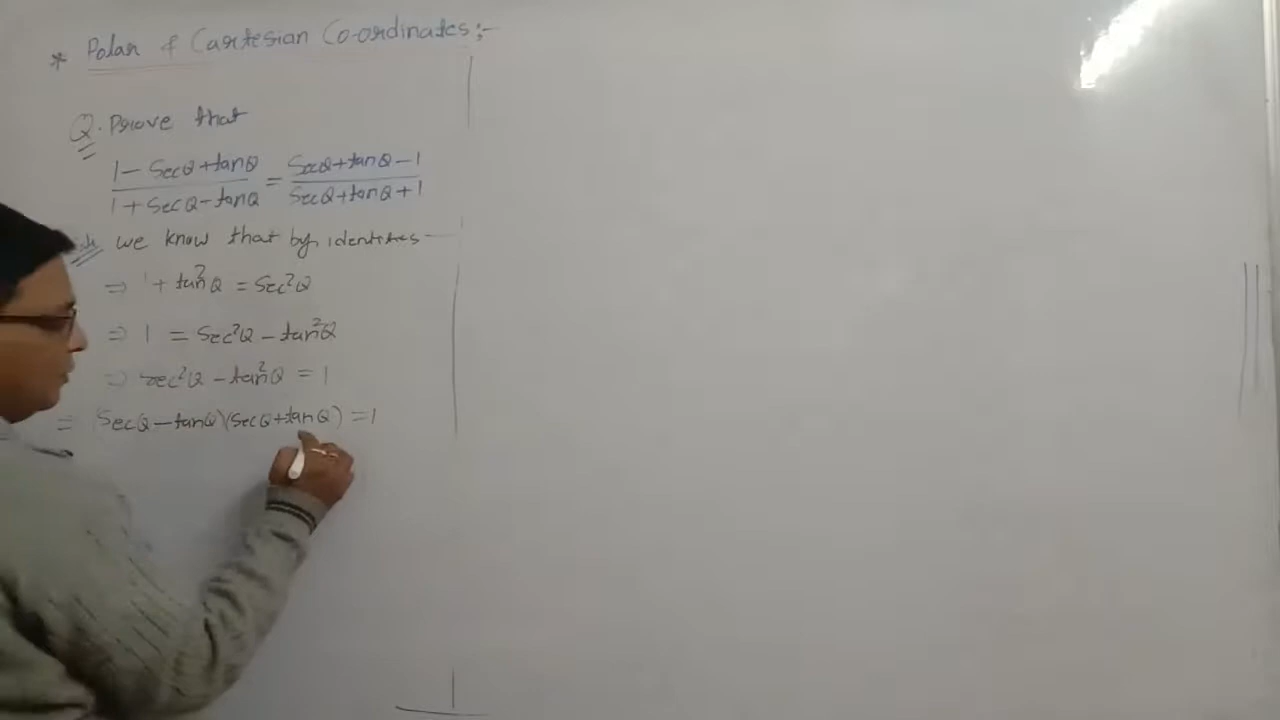 * Polar & Cartesian Co-ordinates:-
Q. Prove that
1 - Secθ + tanθ / 1 + Secθ - tanθ = Secθ + tanθ - 1 / Secθ + tanθ + 1
we know that by identities
⇒ 1 + tan²θ = Sec²θ
⇒ 1 = Sec²θ - tan²θ
⇒ Sec²θ - tan²θ = 1
= (Secθ - tanθ)(Secθ + tanθ) = 1